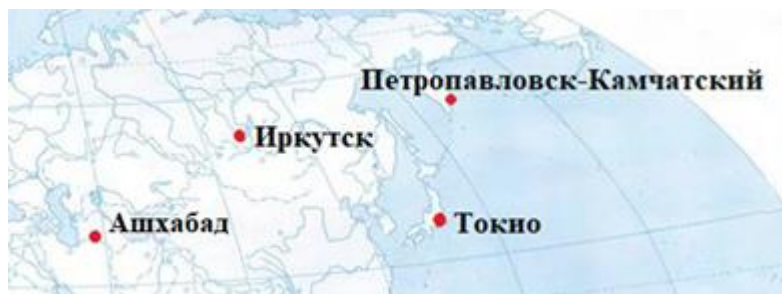 Петропавловск-Камчатский
Иркутск
Ашхабад
Токио